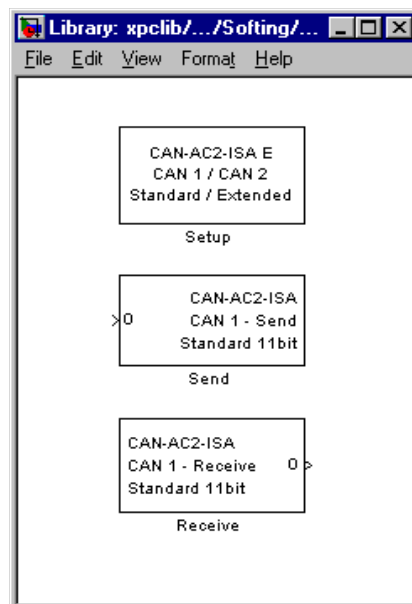 Library: xpclib/.../Softing/...
File Edit View Format Help
CAN-AC2-ISA E
CAN 1 / CAN 2
Standard / Extended
Setup
CAN-AC2-ISA
0 CAN 1 - Send
Standard 11bit
Send
CAN-AC2-ISA
CAN 1 - Receive 0
Standard 11bit
Receive